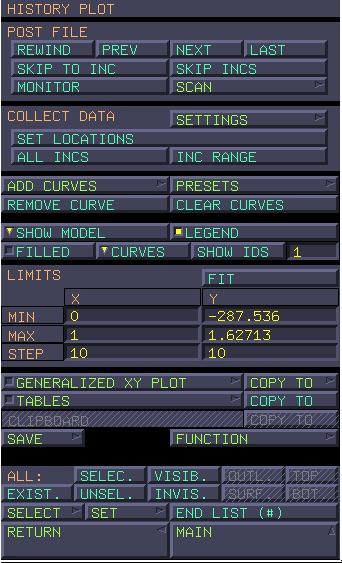 HISTORY PLOT
POST FILE
REWIND PREV NEXT LAST
SKIP TO INC SKIP INCS
MONITOR SCAN
COLLECT DATA SETTINGS
SET LOCATIONS
ALL INCS INC RANGE
ADD CURVES PRESETS
REMOVE CURVE CLEAR CURVES
SHOW MODEL LEGEND
FILLED CURVES SHOW IDS 1
LIMITS FIT
X Y
MIN 0 -287.536
MAX 1 1.62713
STEP 10 10
GENERALIZED XY PLOT COPY TO
TABLES COPY TO
CLIPBOARD COPY TO
SAVE FUNCTION
ALL: SELEC. VISIB. OUTL. TOP
EXIST. UNSEL. INVIS. SURF. BOT.
SELECT SET END LIST (#)
RETURN MAIN